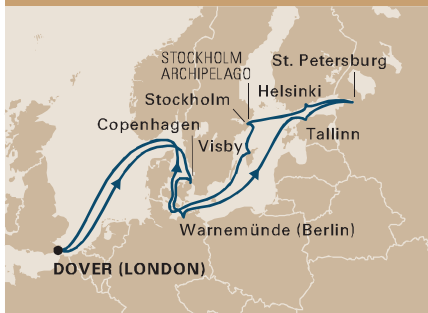 STOCKHOLM
ARCHIPELAGO
St. Petersburg
Stockholm
Helsinki
Copenhagen
Visby
Tallinn
Warnemünde (Berlin)
DOVER (LONDON)